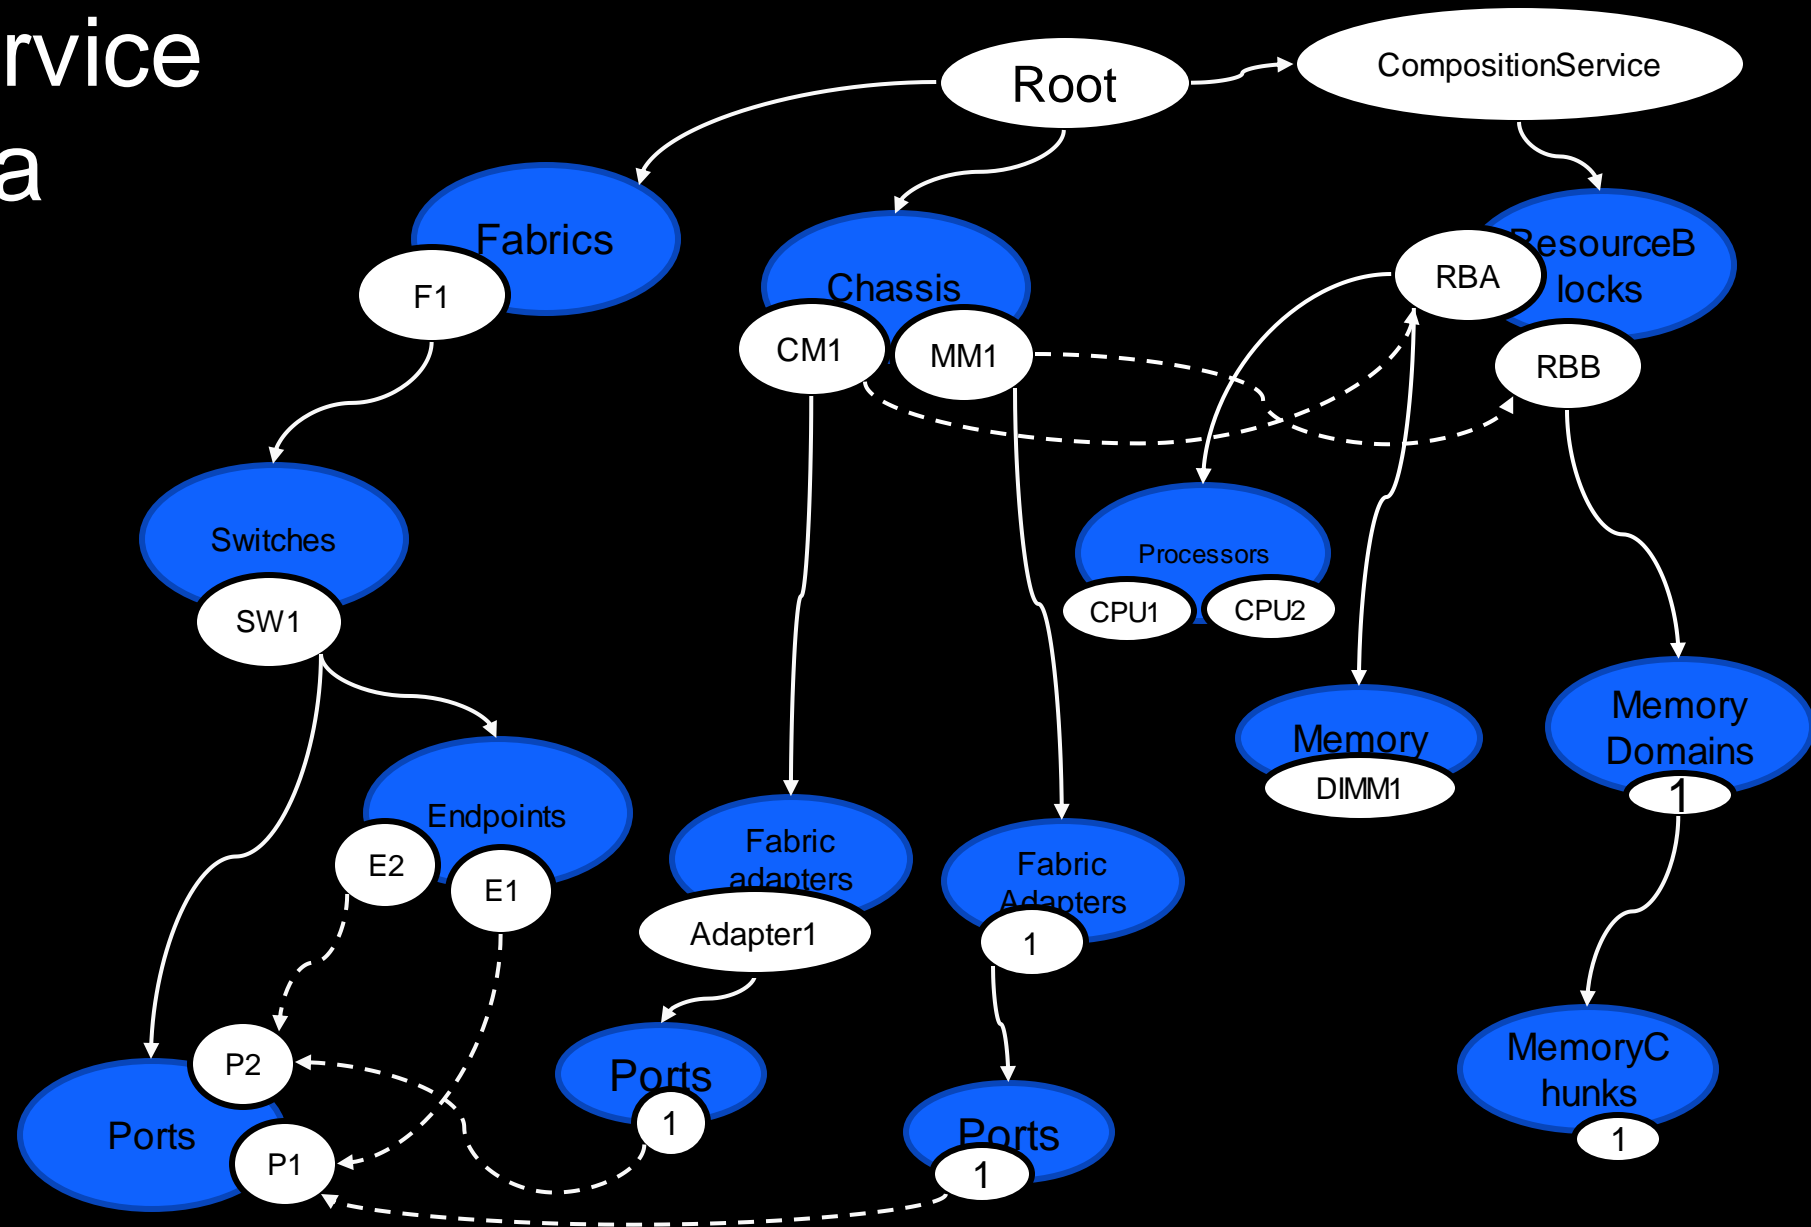 rvice
a
Root
CompositionService
Fabrics
F1
Chassis
CM1
MM1
ResourceB
locks
RBA
RBB
Switches
SW1
Processors
CPU1
CPU2
Memory
DIMM1
Memory
Domains
1
Endpoints
E2
E1
Fabric
adapters
Adapter1
Fabric
Adapters
1
Ports
P2
P1
Ports
1
Ports
1
MemoryC
hunks
1